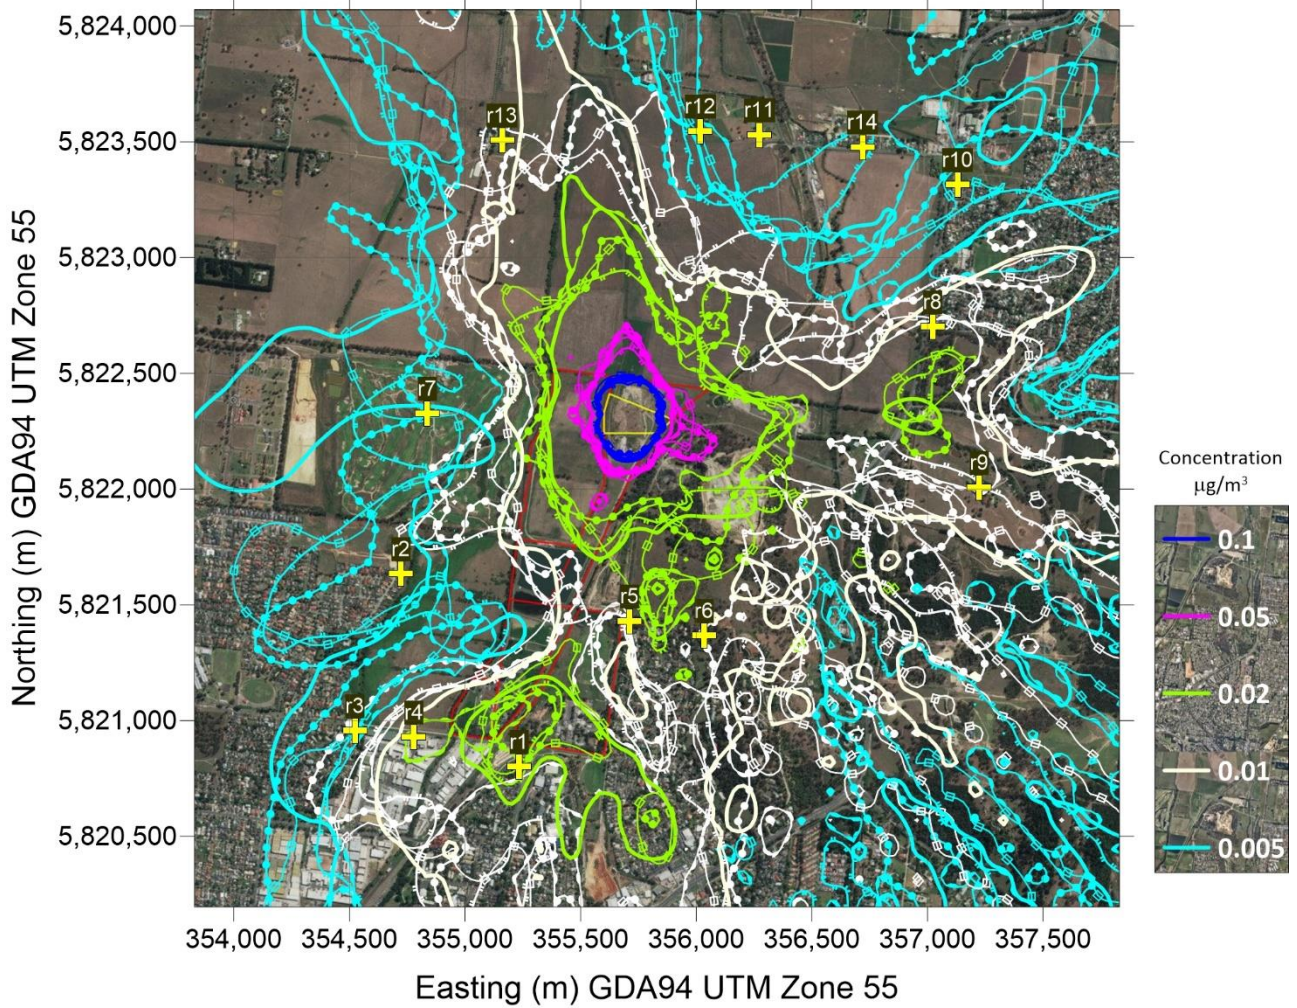 5,824,000
5,823,500
5,823,000
5,822,500
5,822,000
5,821,500
5,821,000
5,820,500
Northing (m) GDA94 UTM Zone 55
r13
r12
r11
r14
r10
r8
r7
r9
r2
r5
r6
r3
r4
r1
354,000
354,500
355,000
355,500
356,000
356,500
357,000
357,500
Easting (m) GDA94 UTM Zone 55
Concentration
µg/m³
0.1
0.05
0.02
0.01
0.005